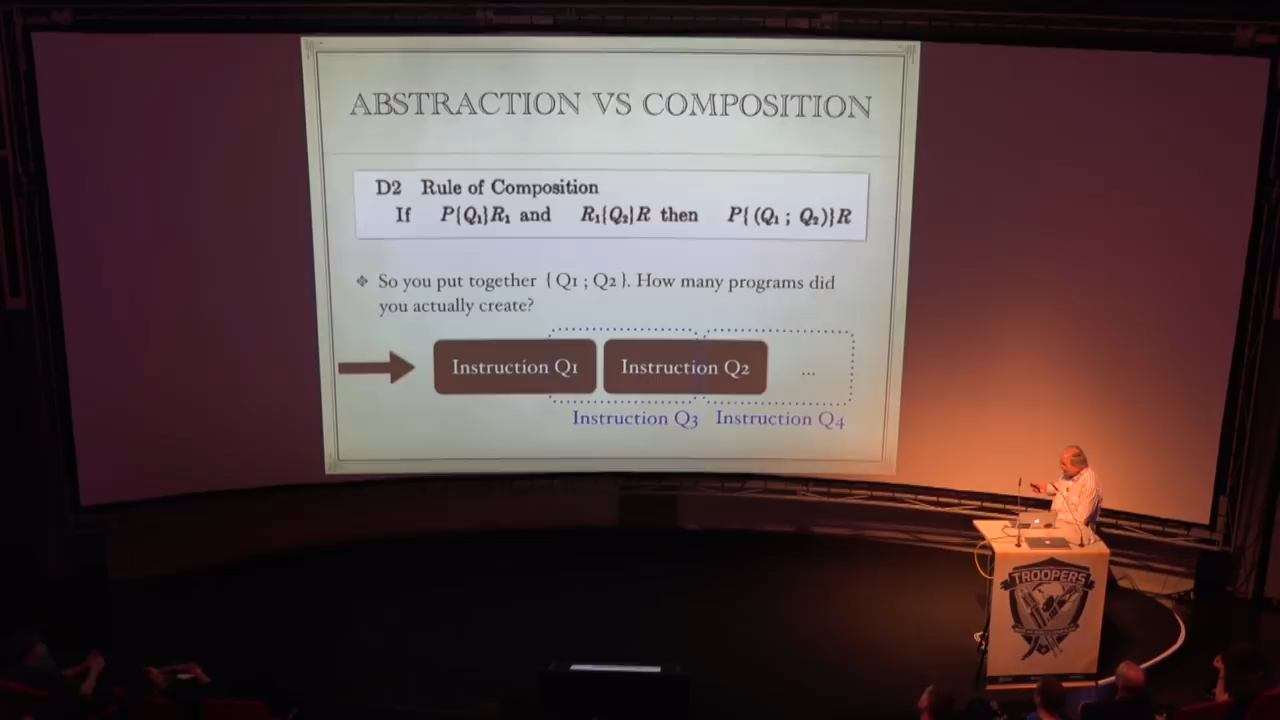 ABSTRACTION VS COMPOSITION
D2 Rule of Composition
If P{Q₁}R₁ and R₁{Q₂}R then P{ (Q₁ ; Q₂)}R
❖ So you put together { Q1 ; Q2 }. How many programs did
you actually create?
Instruction Q1 Instruction Q2 ...
Instruction Q3 Instruction Q4
TROOPERS